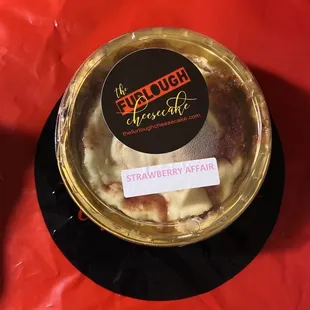 the
FURLOUGH
cheesecake
thefurloughcheesecake.com
STRAWBERRY AFFAIR